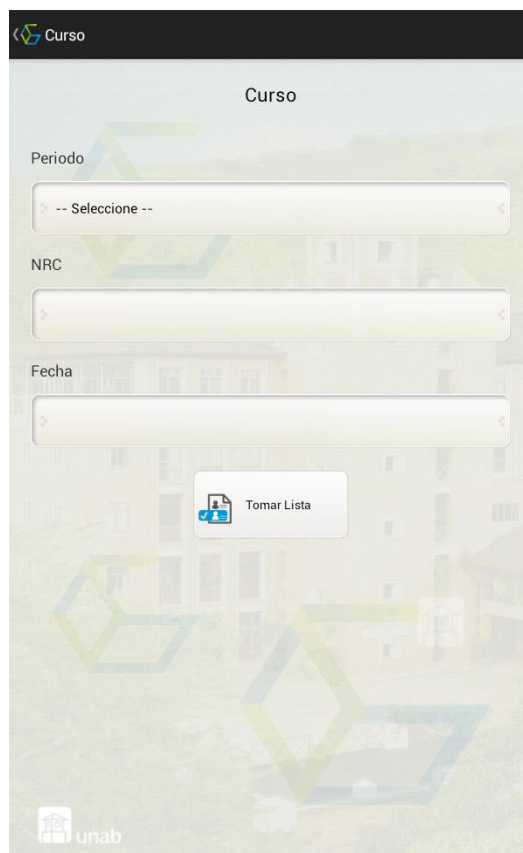 Curso
Curso
Periodo
-- Seleccione --
NRC
Fecha
Tomar Lista
unab